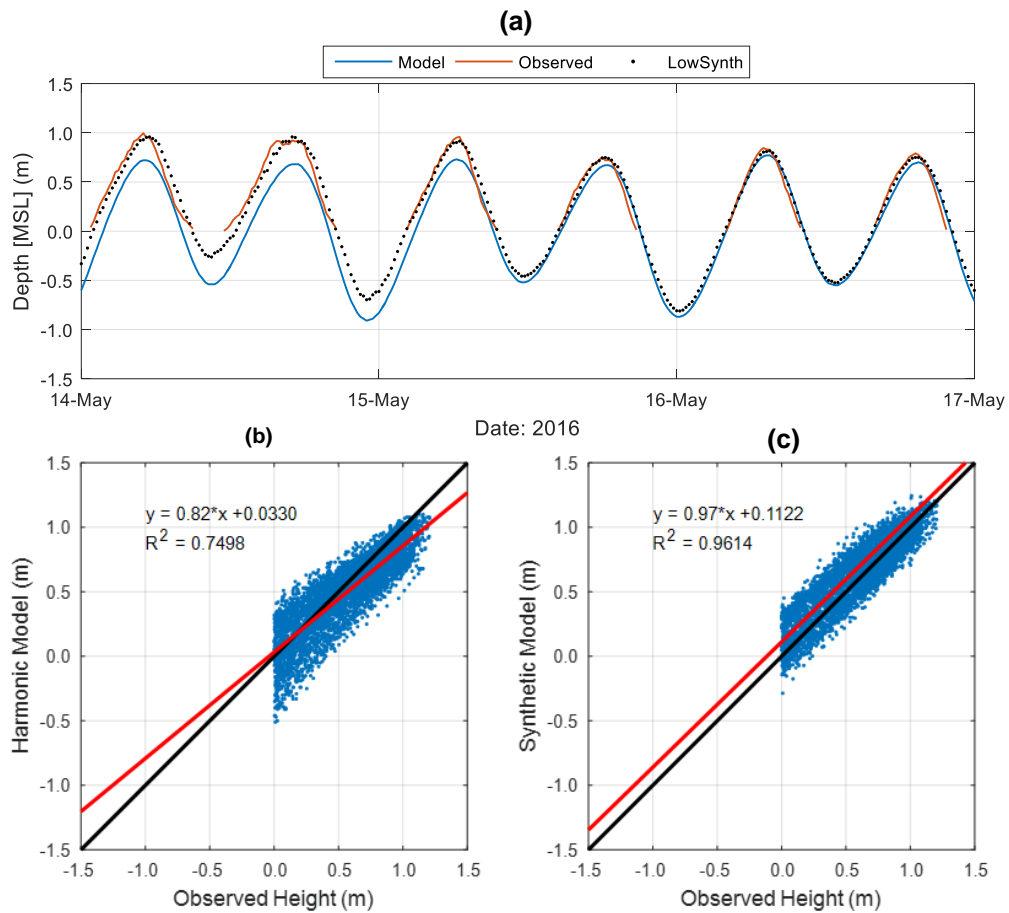 (a)
Model Observed LowSynth
Depth [MSL] (m)
1.5
1.0
0.5
0.0
-0.5
-1.0
-1.5
14-May 15-May 16-May 17-May
Date: 2016
(b)
y = 0.82*x +0.0330
R2 = 0.7498
Harmonic Model (m)
1.5
1.0
0.5
0.0
-0.5
-1.0
-1.5
-1.5 -1.0 -0.5 0.0 0.5 1.0 1.5
Observed Height (m)
(c)
y = 0.97*x +0.1122
R2 = 0.9614
Synthetic Model (m)
1.5
1.0
0.5
0.0
-0.5
-1.0
-1.5
-1.5 -1.0 -0.5 0.0 0.5 1.0 1.5
Observed Height (m)